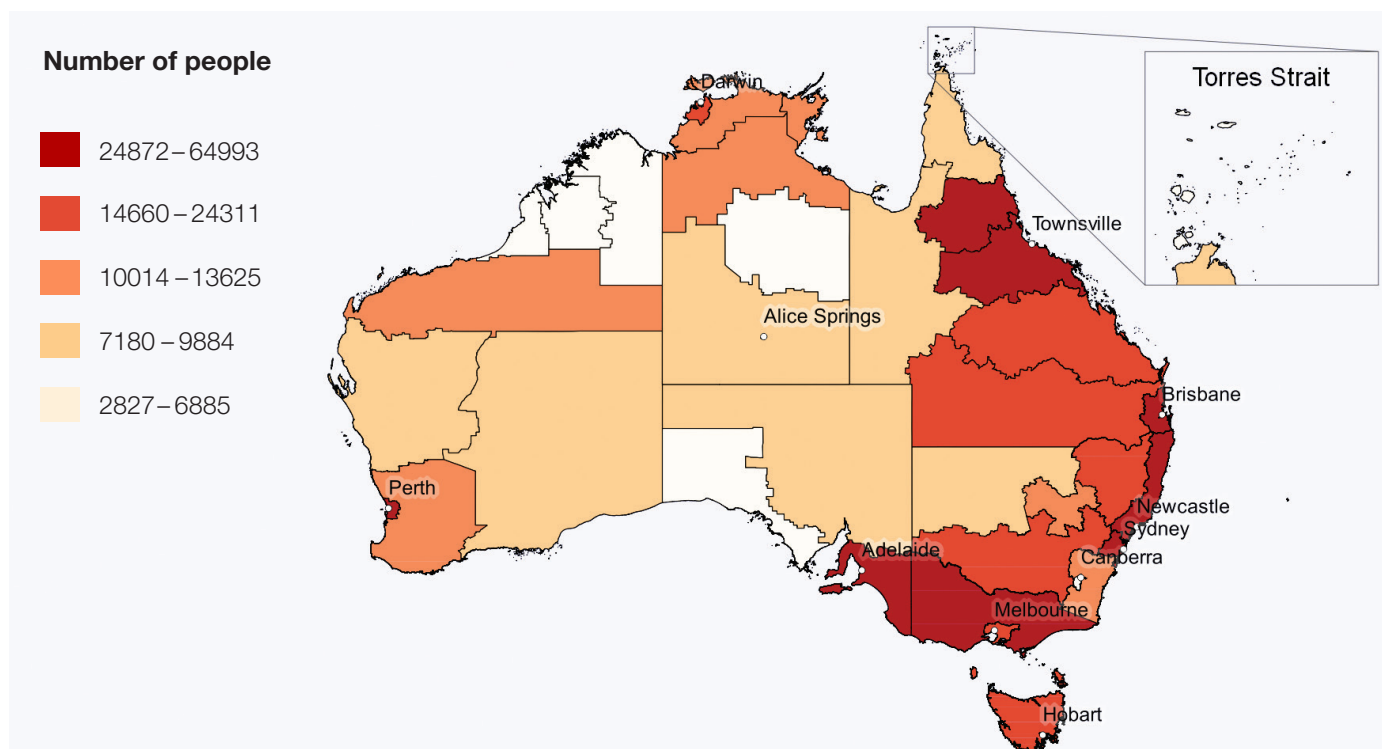 Number of people
24872–64993
14660–24311
10014–13625
7180–9884
2827–6885
Darwin
Torres Strait
Townsville
Alice Springs
Brisbane
Perth
Newcastle
Sydney
Adelaide
Canberra
Melbourne
Hobart